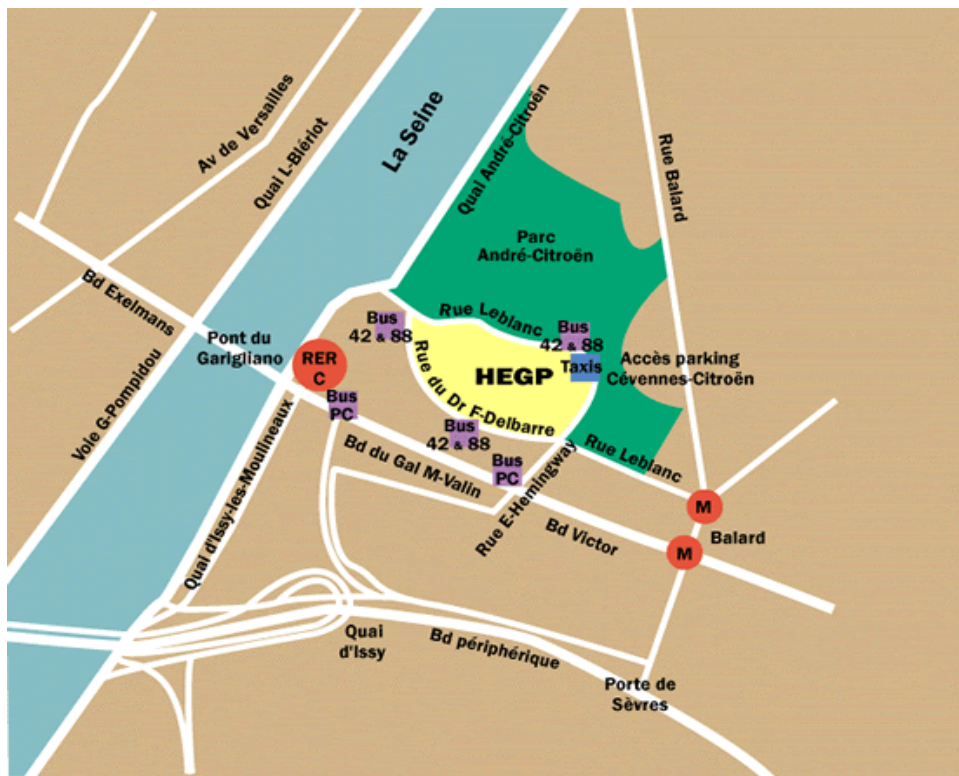 La Seine
Av de Versailles
Quai L-Blériot
Quai André-Citroën
Rue Balard
Parc
André-Citroën
Bd Exelmans
Pont du
Garigliano
Rue Leblanc
Bus
42 & 88
Bus
42 & 88
Taxis
Accès parking
Cévennes-Citroën
RER
C
HEGP
Voie G-Pompidou
Bus
PC
Rue du Dr F-Delbarre
Bus
42 & 88
Quai d'Issy-les-Moulineaux
Bd du Gal M-Valin
Bus
PC
Rue Leblanc
Rue E-Hemingway
M
Bd Victor
Balard
M
Quai
d'Issy
Bd périphérique
Porte de
Sèvres